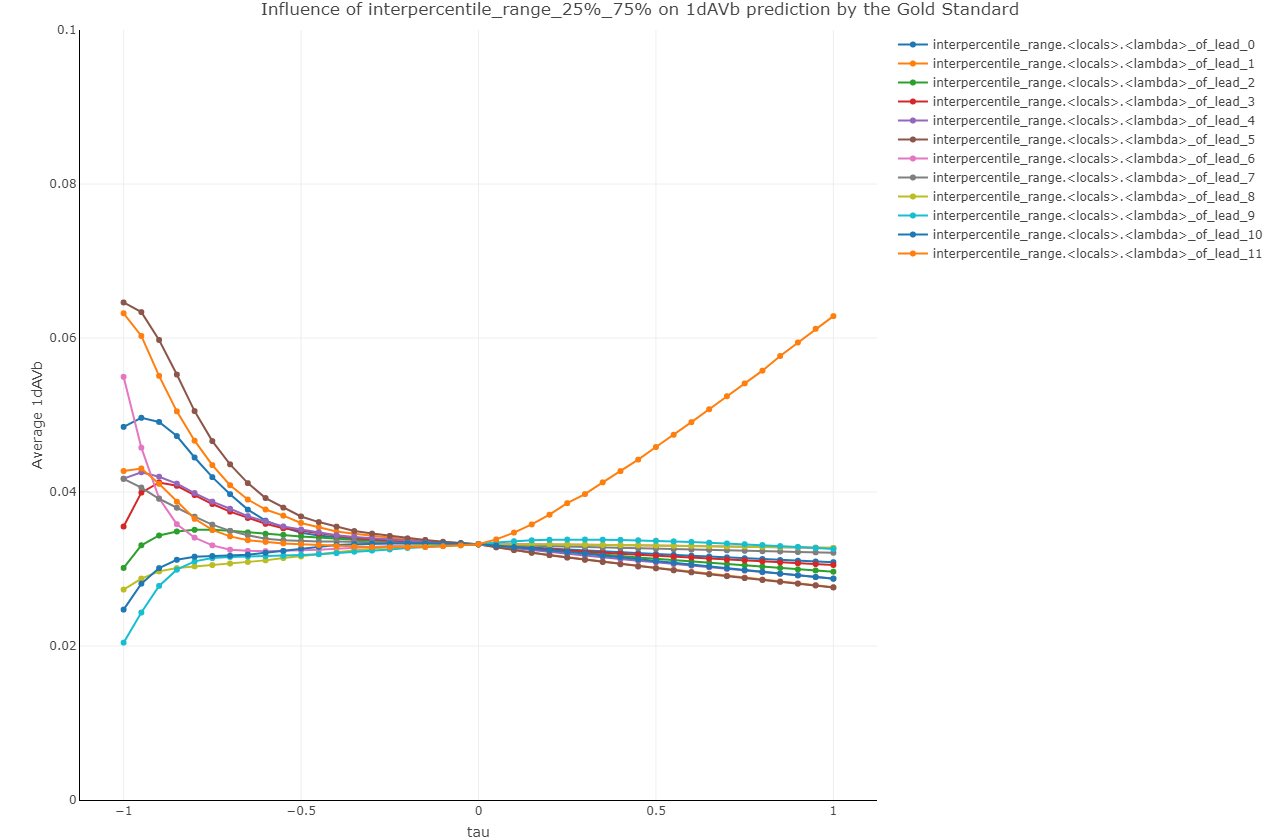 Influence of interpercentile_range_25%_75% on 1dAVb prediction by the Gold Standard
0.1
0.08
0.06
0.04
0.02
0
Average 1dAVb
−1
−0.5
0
0.5
1
tau
interpercentile_range.<locals>.<lambda>_of_lead_0
interpercentile_range.<locals>.<lambda>_of_lead_1
interpercentile_range.<locals>.<lambda>_of_lead_2
interpercentile_range.<locals>.<lambda>_of_lead_3
interpercentile_range.<locals>.<lambda>_of_lead_4
interpercentile_range.<locals>.<lambda>_of_lead_5
interpercentile_range.<locals>.<lambda>_of_lead_6
interpercentile_range.<locals>.<lambda>_of_lead_7
interpercentile_range.<locals>.<lambda>_of_lead_8
interpercentile_range.<locals>.<lambda>_of_lead_9
interpercentile_range.<locals>.<lambda>_of_lead_10
interpercentile_range.<locals>.<lambda>_of_lead_11